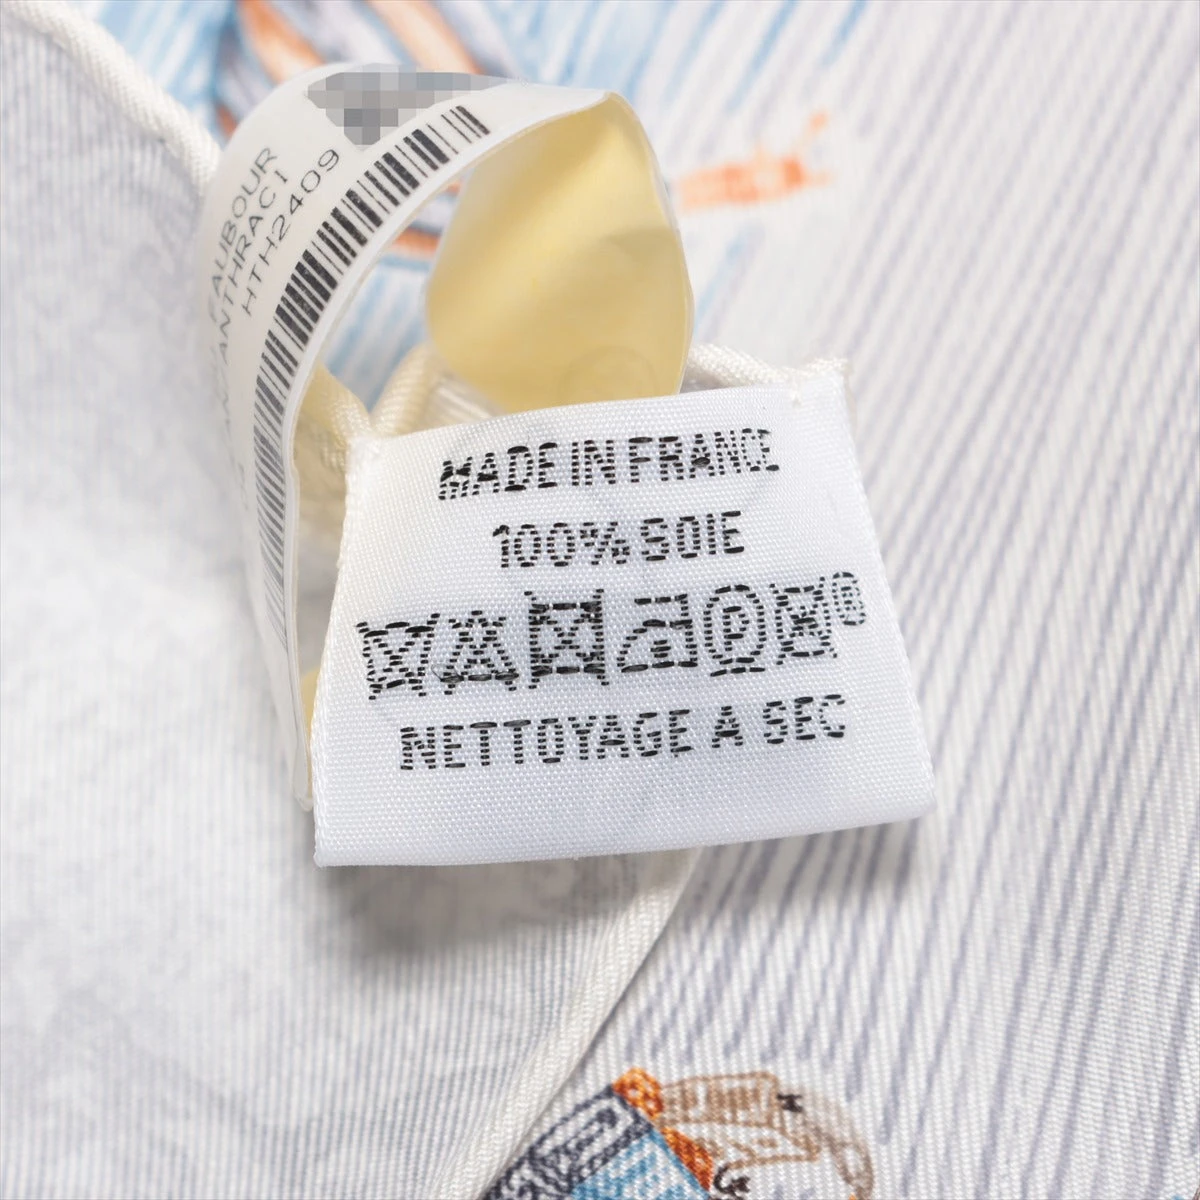 FAUBOUR
ANTHRACI
HTH2409
MADE IN FRANCE
100% SOIE
P ®
NETTOYAGE A SEC